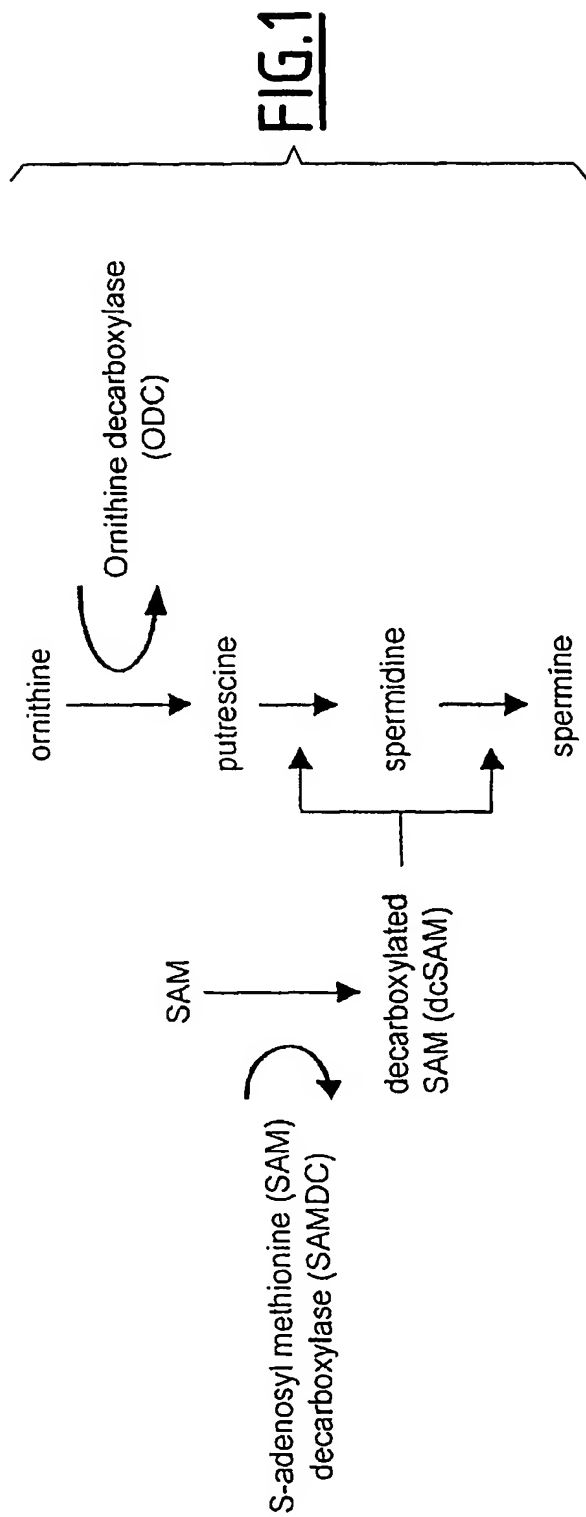 FIG.1
ornithine
Ornithine decarboxylase
(ODC)
putrescine
SAM
S-adenosyl methionine (SAM)
decarboxylase (SAMDC)
spermidine
decarboxylated
SAM (dcSAM)
spermine